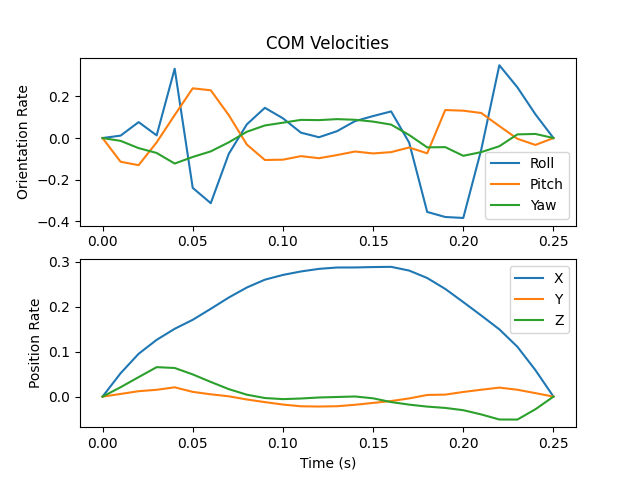 COM Velocities
Orientation Rate
0.2
0.0
−0.2
−0.4
Roll
Pitch
Yaw
0.00 0.05 0.10 0.15 0.20 0.25
Position Rate
0.3
0.2
0.1
0.0
X
Y
Z
0.00 0.05 0.10 0.15 0.20 0.25
Time (s)